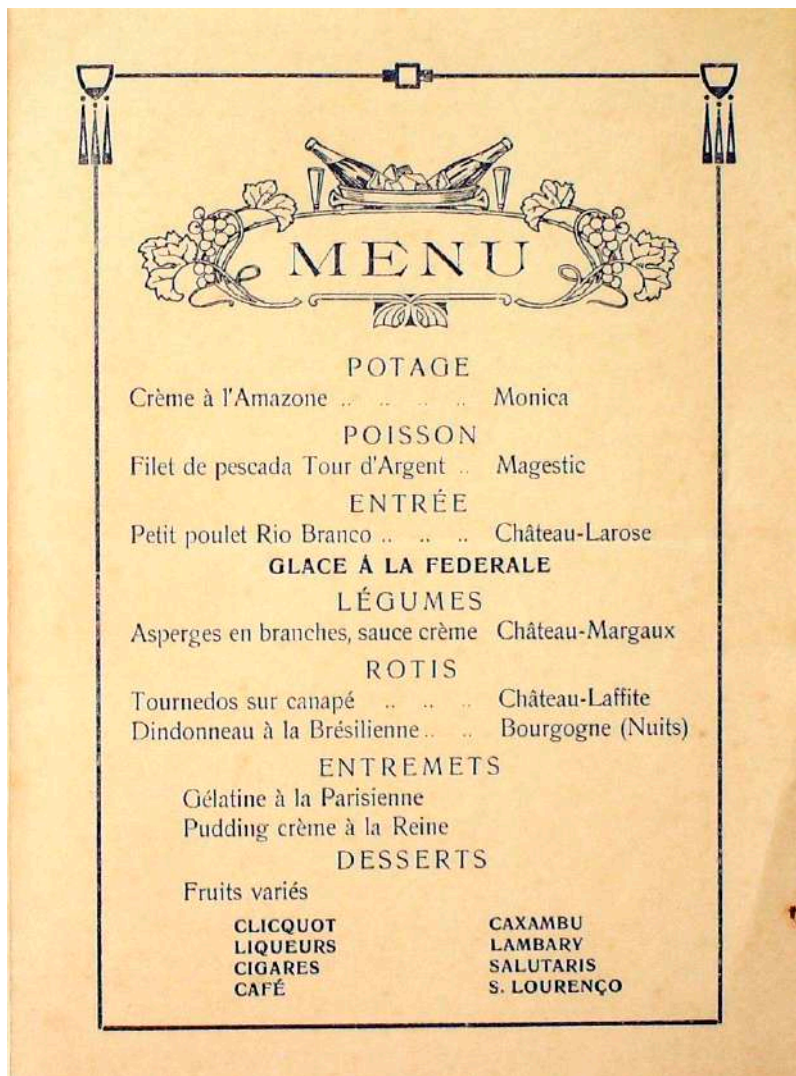 MENU
POTAGE
Crème à l'Amazone .. .. .. .. Monica
POISSON
Filet de pescada Tour d'Argent .. Magestic
ENTRÉE
Petit poulet Rio Branco .. .. .. Château-Larose
GLACE Á LA FEDERALE
LÉGUMES
Asperges en branches, sauce crème Château-Margaux
ROTIS
Tournedos sur canapé .. .. .. Château-Laffite
Dindonneau à la Brésilienne .. .. Bourgogne (Nuits)
ENTREMETS
Gélatine à la Parisienne
Pudding crème à la Reine
DESSERTS
Fruits variés
CLICQUOT CAXAMBU
LIQUEURS LAMBARY
CIGARES SALUTARIS
CAFÉ S. LOURENÇO